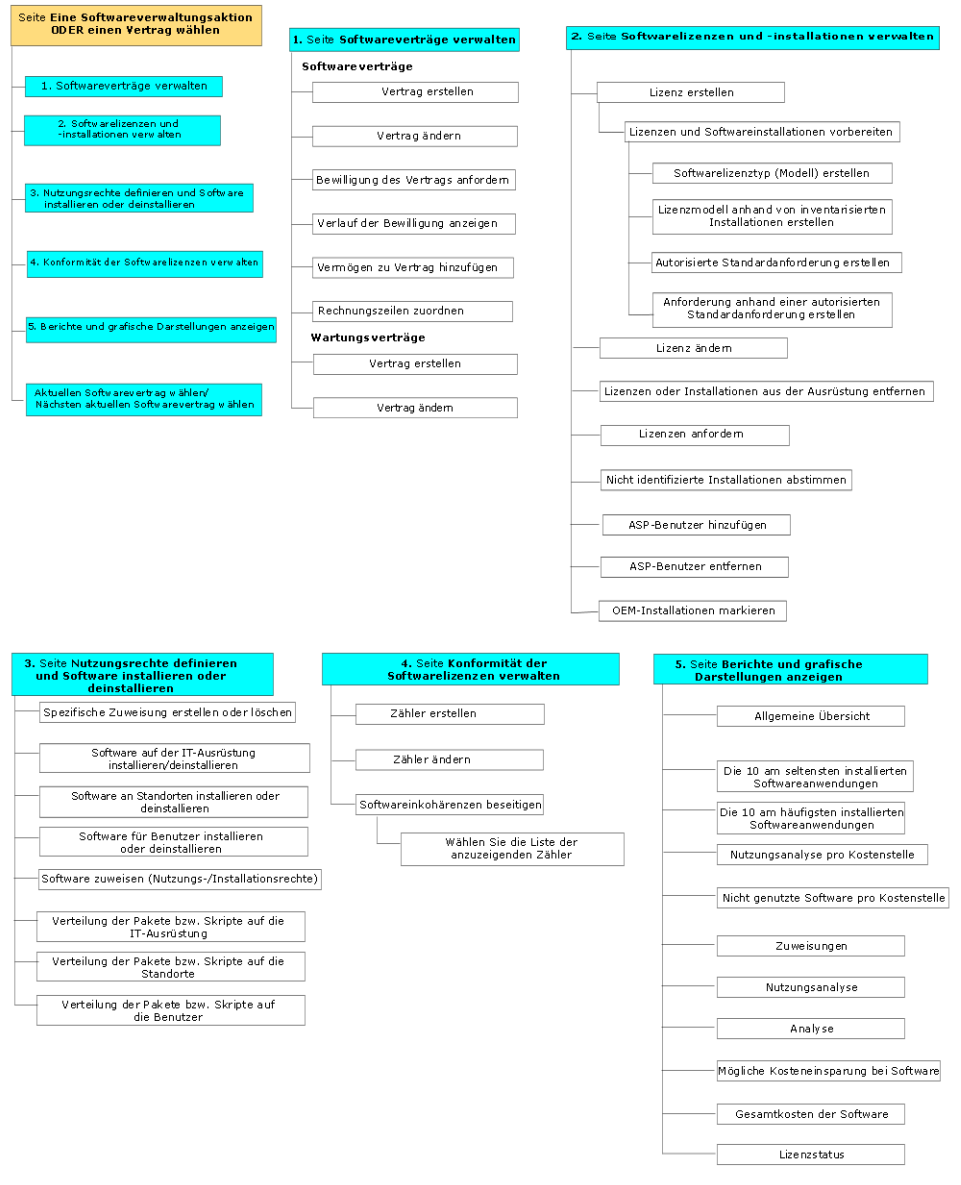 Seite Eine Softwareverwaltungsaktion
ODER einen Vertrag wählen
1. Softwareverträge verwalten
2. Softwarelizenzen und
-installationen verwalten
3. Nutzungsrechte definieren und Software
installieren oder deinstallieren
4. Konformität der Softwarelizenzen verwalten
5. Berichte und grafische Darstellungen anzeigen
Aktuellen Softwarevertrag wählen/
Nächsten aktuellen Softwarevertrag wählen
1. Seite Softwareverträge verwalten
Softwareverträge
Vertrag erstellen
Vertrag ändern
Bewilligung des Vertrags anfordern
Verlauf der Bewilligung anzeigen
Vermögen zu Vertrag hinzufügen
Rechnungszeilen zuordnen
Wartungsverträge
Vertrag erstellen
Vertrag ändern
2. Seite Softwarelizenzen und -installationen verwalten
Lizenz erstellen
Lizenzen und Softwareinstallationen vorbereiten
Softwarelizenztyp (Modell) erstellen
Lizenzmodell anhand von inventarisierten
Installationen erstellen
Autorisierte Standardanforderung erstellen
Anforderung anhand einer autorisierten
Standardanforderung erstellen
Lizenz ändern
Lizenzen oder Installationen aus der Ausrüstung entfernen
Lizenzen anfordern
Nicht identifizierte Installationen abstimmen
ASP-Benutzer hinzufügen
ASP-Benutzer entfernen
OEM-Installationen markieren
3. Seite Nutzungsrechte definieren
und Software installieren oder
deinstallieren
Spezifische Zuweisung erstellen oder löschen
Software auf der IT-Ausrüstung
installieren/deinstallieren
Software an Standorten installieren oder
deinstallieren
Software für Benutzer installieren
oder deinstallieren
Software zuweisen (Nutzungs-/Installationsrechte)
Verteilung der Pakete bzw. Skripte auf die
IT-Ausrüstung
Verteilung der Pakete bzw. Skripte auf die
Standorte
Verteilung der Pakete bzw. Skripte auf
die Benutzer
4. Seite Konformität der
Softwarelizenzen verwalten
Zähler erstellen
Zähler ändern
Softwareinkohärenzen beseitigen
Wählen Sie die Liste der
anzuzeigenden Zähler
5. Seite Berichte und grafische
Darstellungen anzeigen
Allgemeine Übersicht
Die 10 am seltensten installierten
Softwareanwendungen
Die 10 am häufigsten installierten
Softwareanwendungen
Nutzungsanalyse pro Kostenstelle
Nicht genutzte Software pro Kostenstelle
Zuweisungen
Nutzungsanalyse
Analyse
Mögliche Kosteneinsparung bei Software
Gesamtkosten der Software
Lizenzstatus